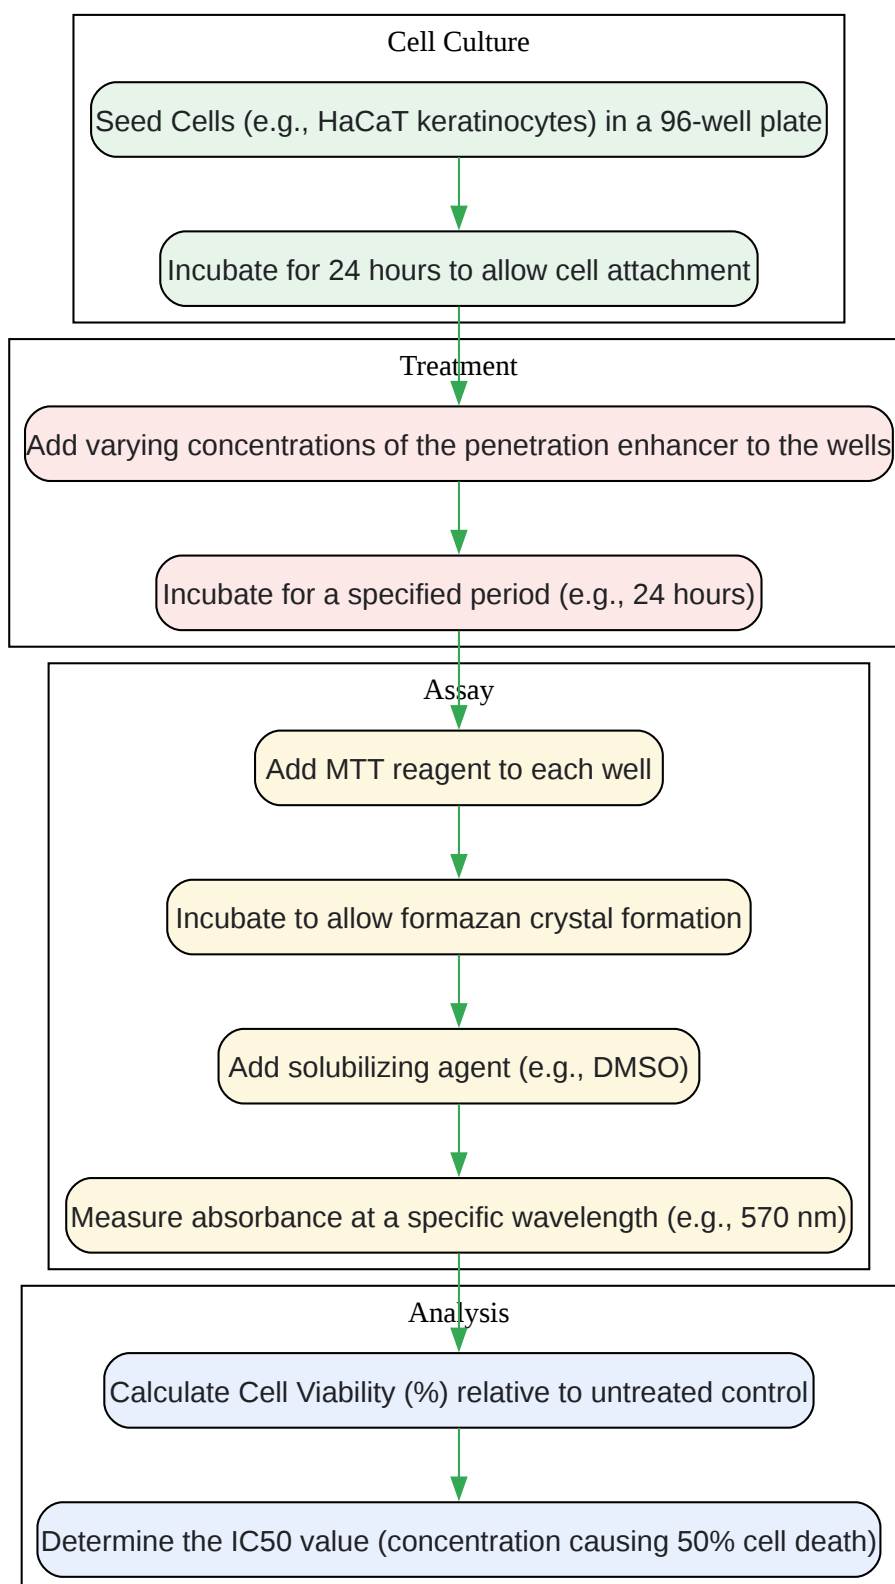 Cell Culture
Seed Cells (e.g., HaCaT keratinocytes) in a 96-well plate
Incubate for 24 hours to allow cell attachment
Treatment
Add varying concentrations of the penetration enhancer to the wells
Incubate for a specified period (e.g., 24 hours)
Assay
Add MTT reagent to each well
Incubate to allow formazan crystal formation
Add solubilizing agent (e.g., DMSO)
Measure absorbance at a specific wavelength (e.g., 570 nm)
Analysis
Calculate Cell Viability (%) relative to untreated control
Determine the IC50 value (concentration causing 50% cell death)